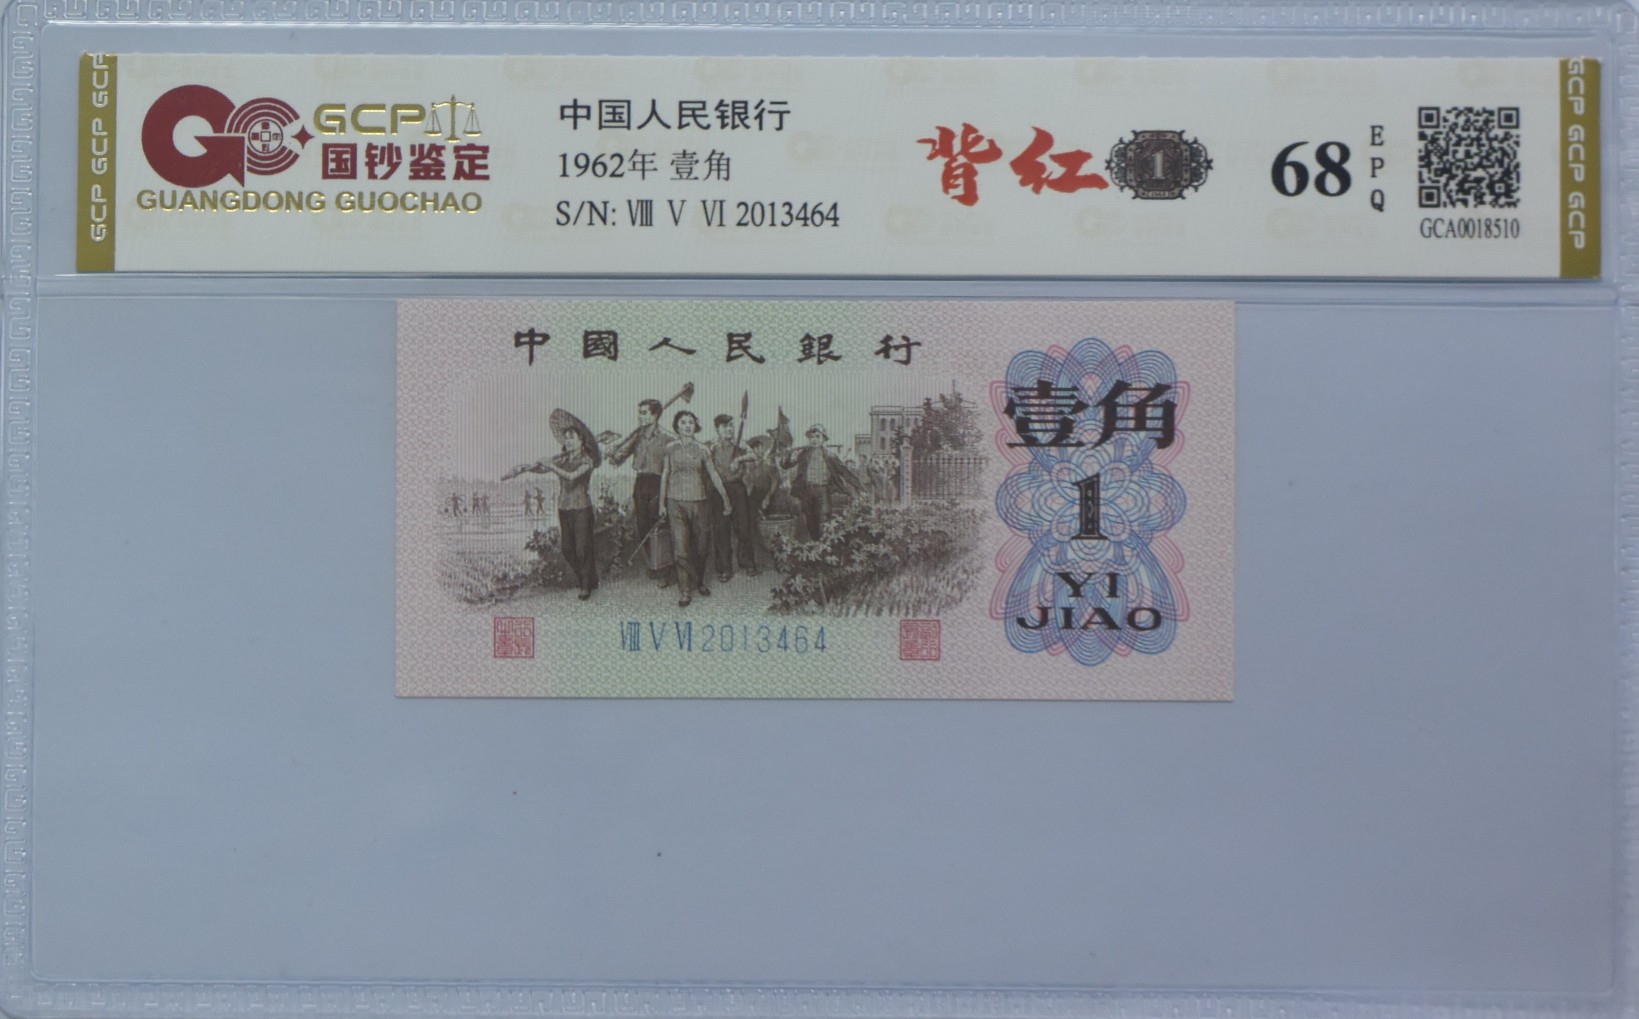 GCP GCP GCP
GCP
国钞鉴定
GUANGDONG GUOCHAO
中国人民银行
1962年 壹角
S/N: Ⅷ Ⅴ Ⅵ 2013464
背红
1
68
EPQ
GCA0018510
GCP GCP GCP
中國人民銀行
壹角
1
YI
JIAO
Ⅷ Ⅴ Ⅵ 2013464